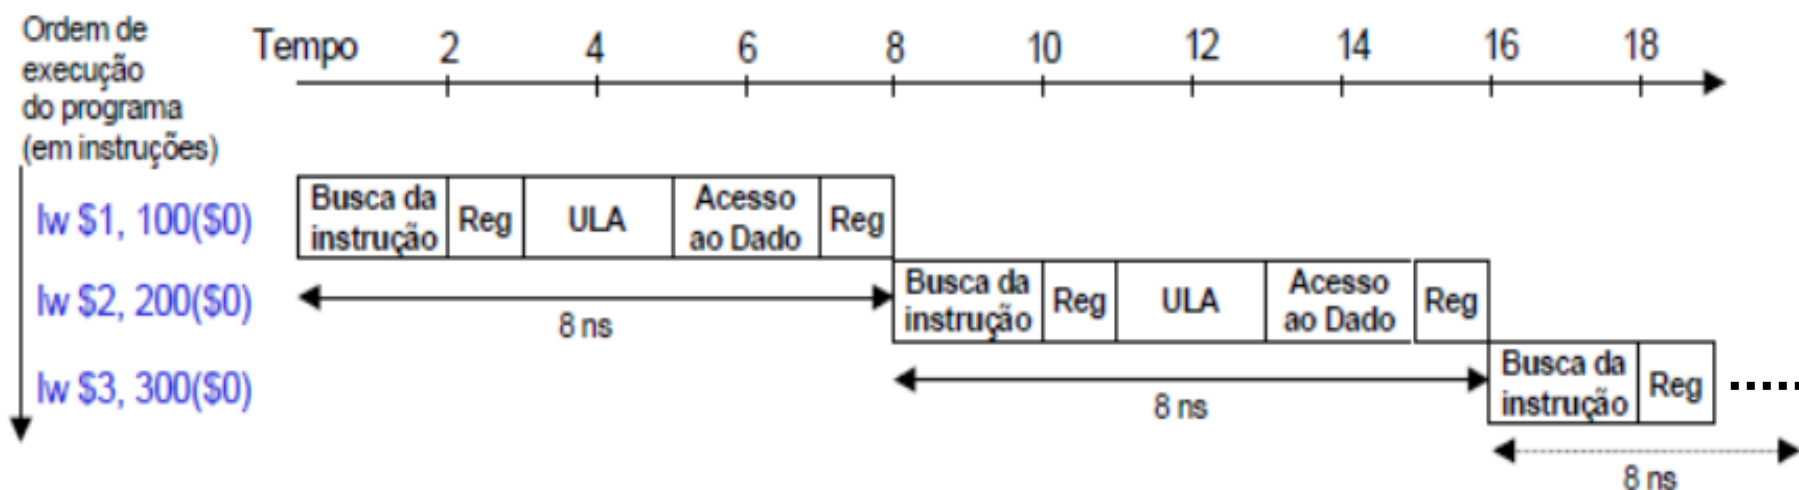 Ordem de
execução
do programa
(em instruções)
Tempo 2 4 6 8 10 12 14 16 18
lw $1, 100($0)
Busca da
instrução
Reg
ULA
Acesso
ao Dado
Reg
lw $2, 200($0)
8 ns
Busca da
instrução
Reg
ULA
Acesso
ao Dado
Reg
lw $3, 300($0)
8 ns
Busca da
instrução
Reg
8 ns